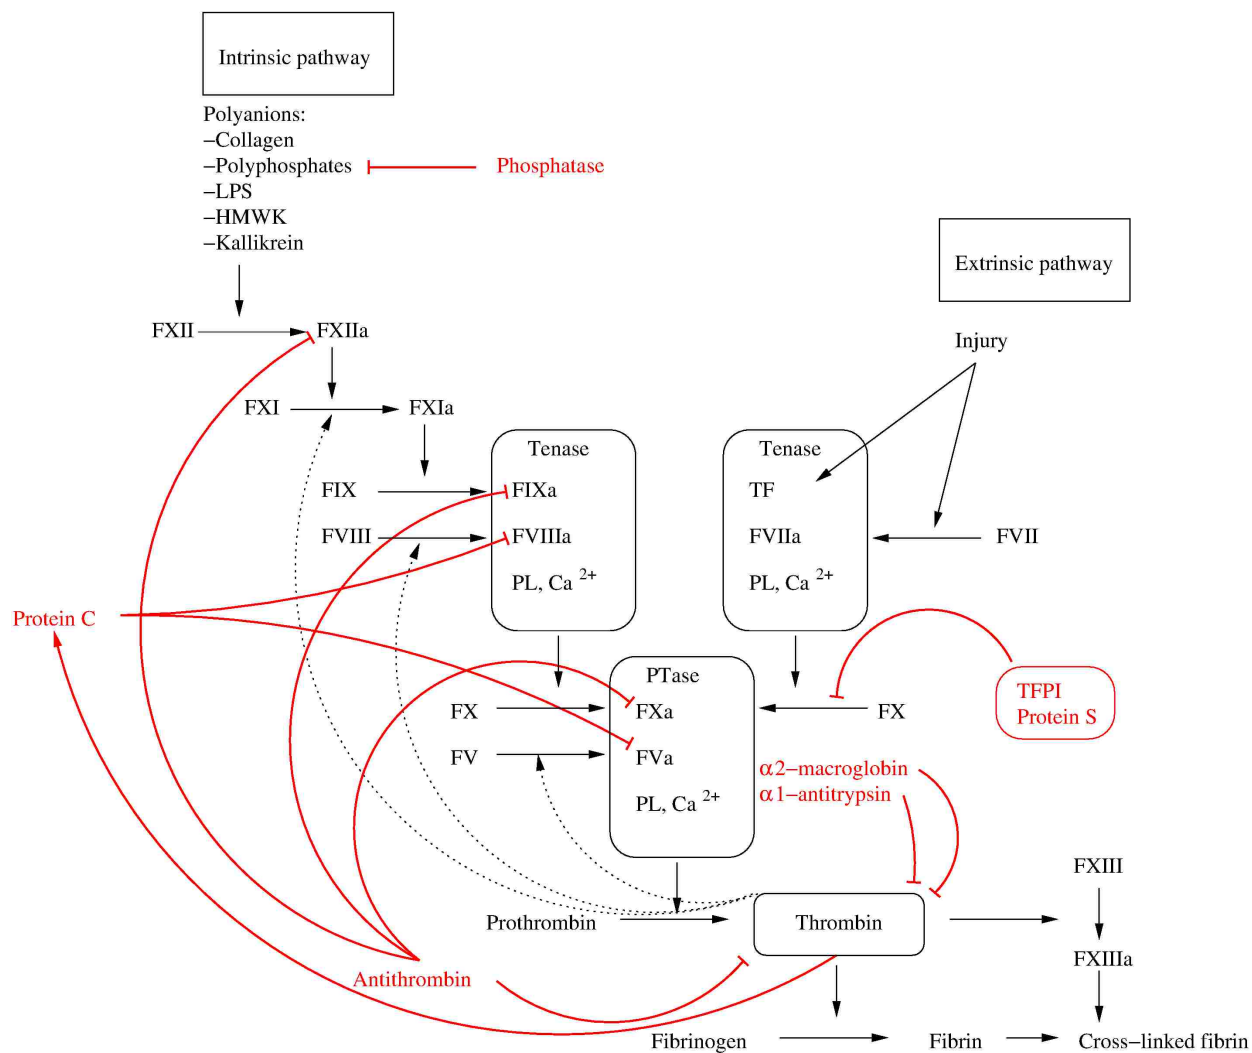 Intrinsic pathway
Polyanions:
−Collagen
−Polyphosphates
Phosphatase
−LPS
−HMWK
−Kallikrein
Extrinsic pathway
FXII
FXIIa
Injury
FXI
FXIa
Tenase
FIX
FIXa
FVIII
FVIIIa
PL, Ca 2+
Tenase
TF
FVIIa
FVII
PL, Ca 2+
Protein C
PTase
FX
FXa
FX
FV
FVa
PL, Ca 2+
TFPI
Protein S
α2−macroglobin
α1−antitrypsin
Prothrombin
Thrombin
FXIII
FXIIIa
Antithrombin
Fibrinogen
Fibrin
Cross−linked fibrin